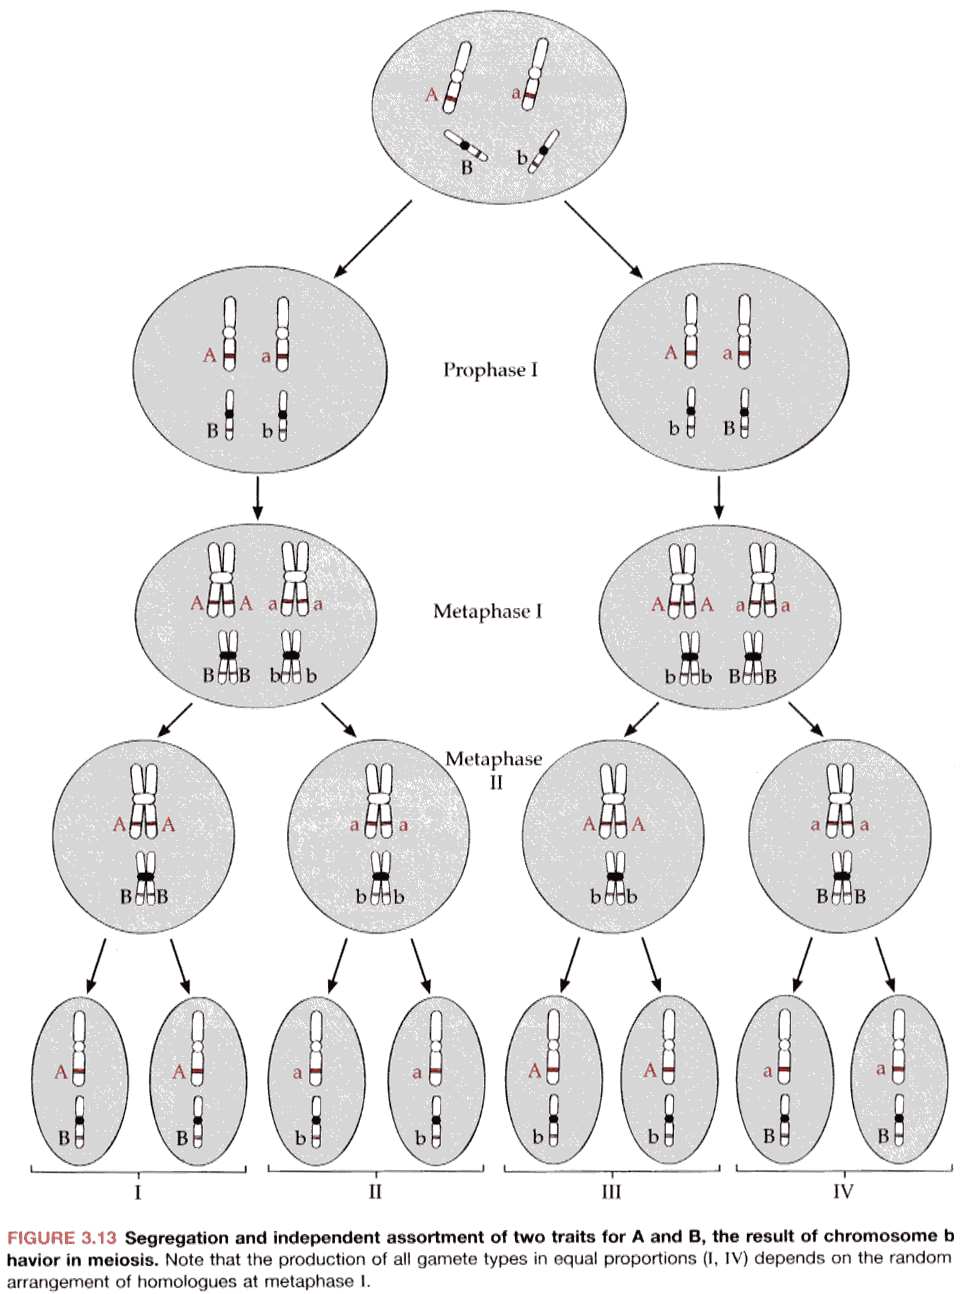 A a
B b
Prophase I
A a
B b
A a
b B
Metaphase I
A A a a
B B b b
A A a a
b b B B
Metaphase
II
A A
B B
a a
b b
A A
b b
a a
B B
A A a a A A a a
B B b b b b B B
I II III IV
FIGURE 3.13 Segregation and independent assortment of two traits for A and B, the result of chromosome b
havior in meiosis. Note that the production of all gamete types in equal proportions (I, IV) depends on the random
arrangement of homologues at metaphase I.